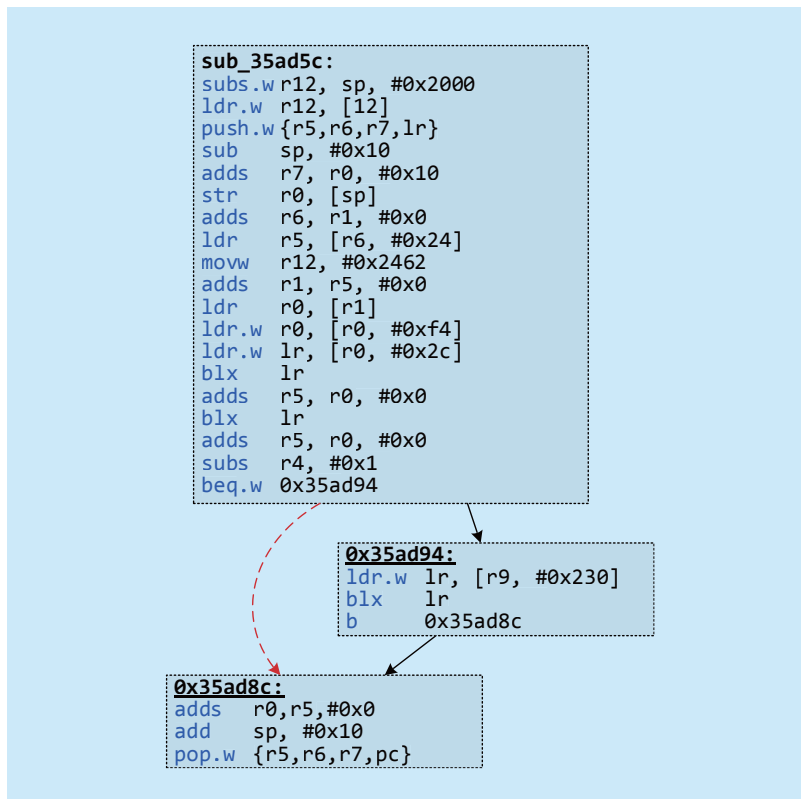 sub_35ad5c:
subs.w r12, sp, #0x2000
ldr.w r12, [12]
push.w {r5,r6,r7,lr}
sub sp, #0x10
adds r7, r0, #0x10
str r0, [sp]
adds r6, r1, #0x0
ldr r5, [r6, #0x24]
movw r12, #0x2462
adds r1, r5, #0x0
ldr r0, [r1]
ldr.w r0, [r0, #0xf4]
ldr.w lr, [r0, #0x2c]
blx lr
adds r5, r0, #0x0
blx lr
adds r5, r0, #0x0
subs r4, #0x1
beq.w 0x35ad94
0x35ad94:
ldr.w lr, [r9, #0x230]
blx lr
b 0x35ad8c
0x35ad8c:
adds r0,r5,#0x0
add sp, #0x10
pop.w {r5,r6,r7,pc}